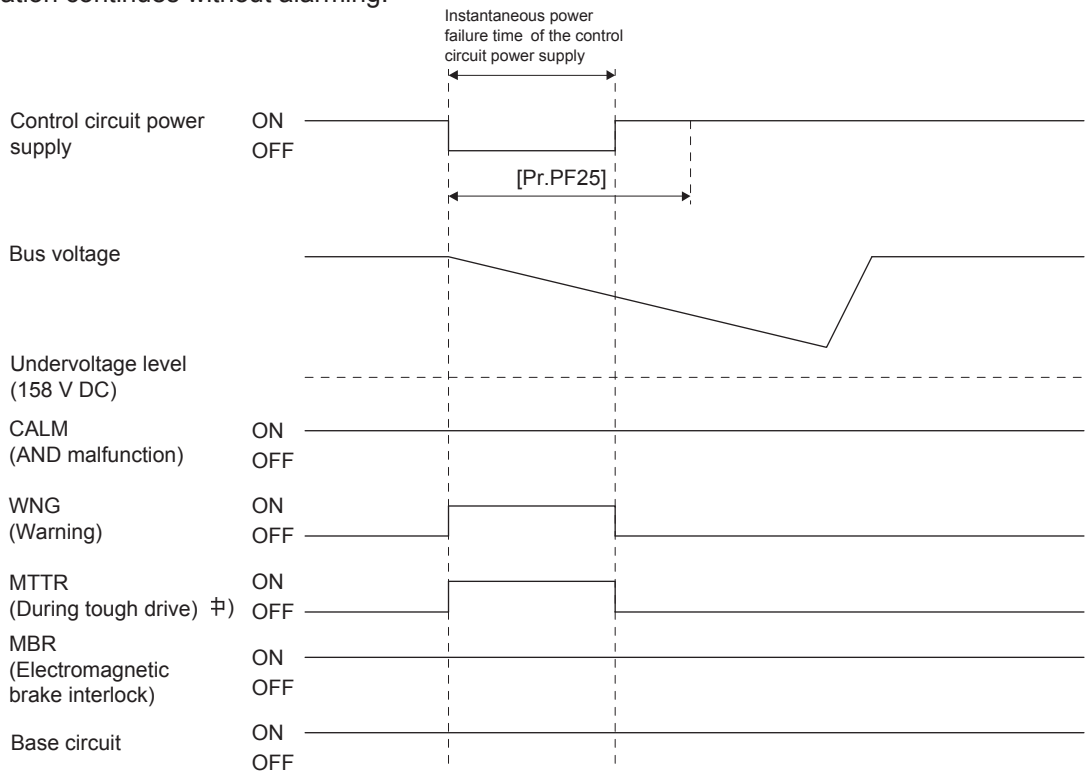 ation continues without alarming.
Instantaneous power
failure time of the control
circuit power supply
Control circuit power
supply
ON
OFF
[Pr.PF25]
Bus voltage
Undervoltage level
(158 V DC)
CALM
(AND malfunction)
ON
OFF
WNG
(Warning)
ON
OFF
MTTR
(During tough drive)
ON
OFF
MBR
(Electromagnetic
brake interlock)
ON
OFF
Base circuit
ON
OFF